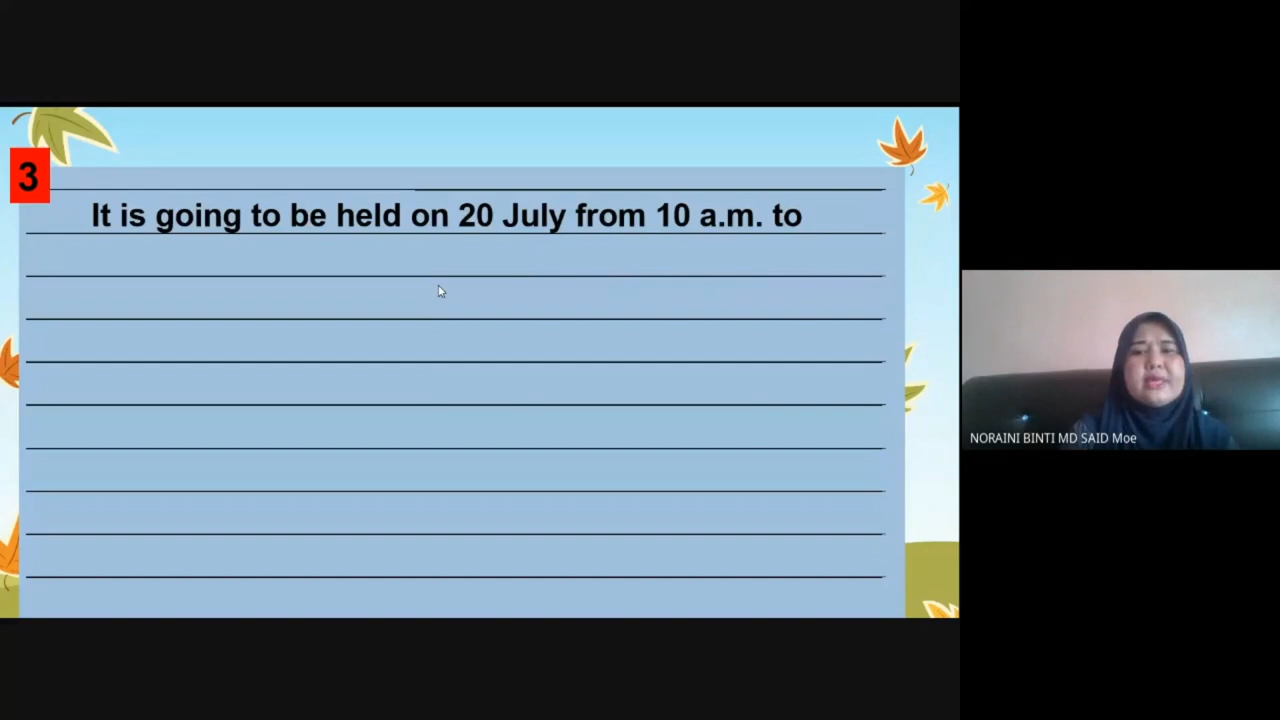 3
It is going to be held on 20 July from 10 a.m. to
NORAINI BINTI MD SAID Moe